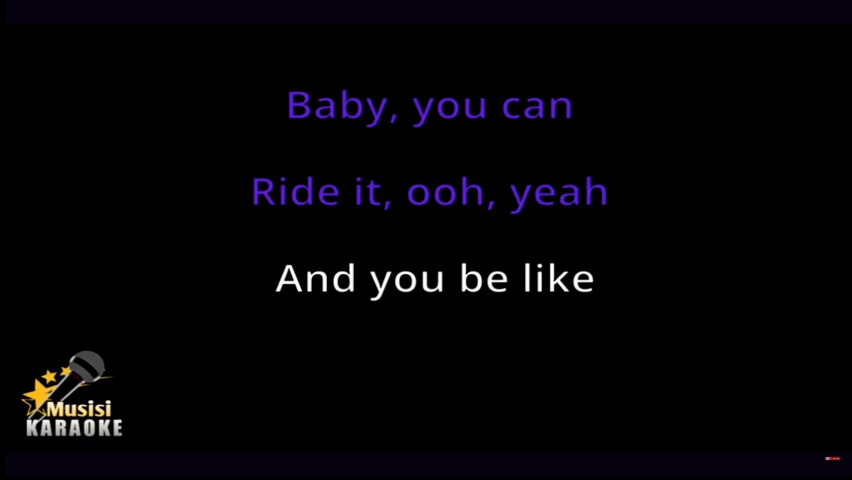 Baby, you can
Ride it, ooh, yeah
And you be like
Musisi
KARAOKE